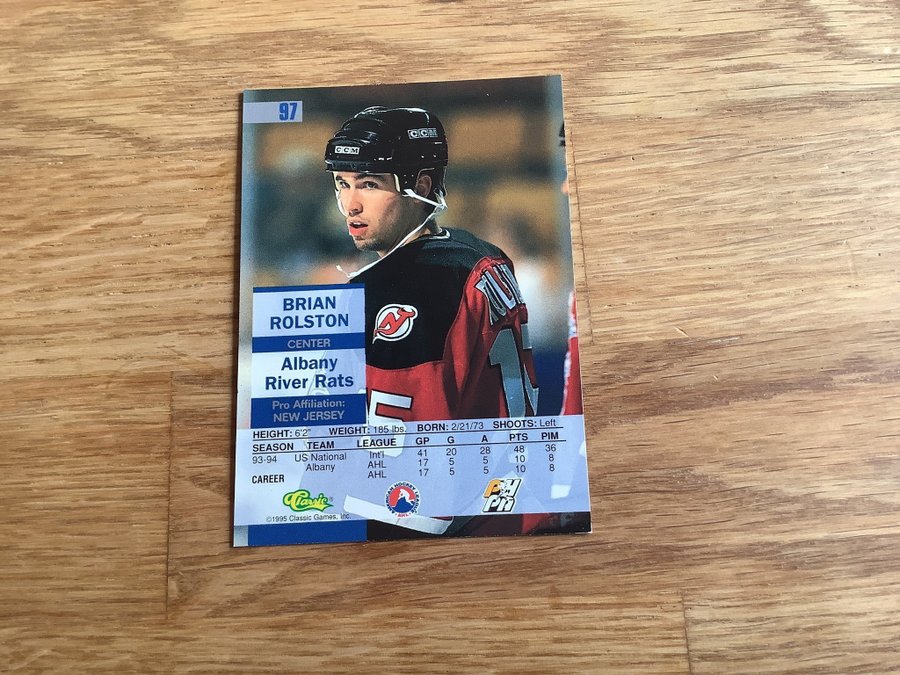 97
CCM
CCM
BRIAN
ROLSTON
CENTER
Albany
River Rats
Pro Affiliation:
NEW JERSEY
15
HEIGHT: 6'2" WEIGHT: 185 lbs. BORN: 2/21/73 SHOOTS: Left
SEASON TEAM LEAGUE GP G A PTS PIM
93-94 US National Int'l 41 20 28 48 36
Albany AHL 17 5 5 10 8
CAREER AHL 17 5 5 10 8
Classic
©1995 Classic Games, Inc.
AHL